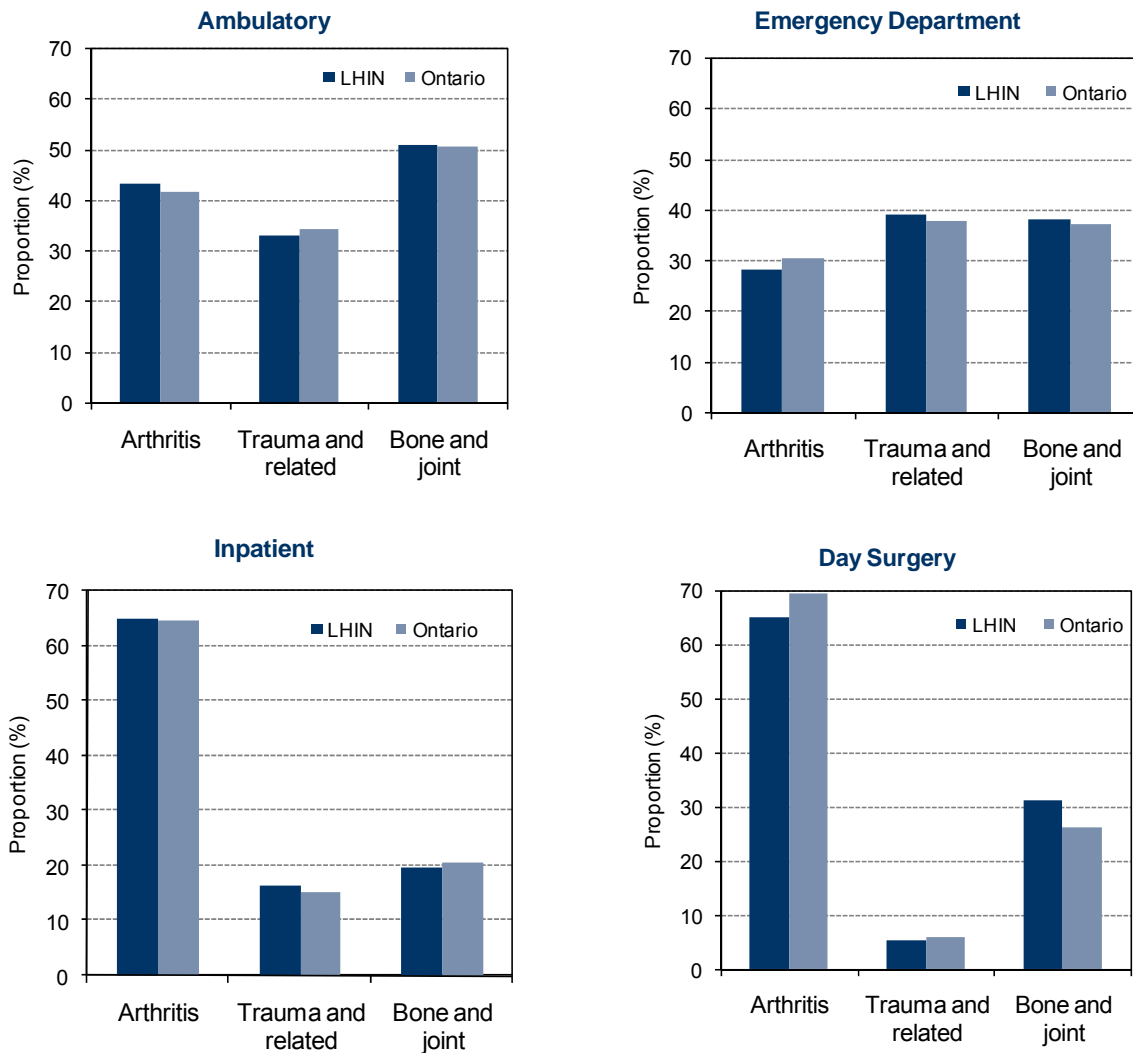 Ambulatory
70
60
50
40
30
20
10
0
Proportion (%)
LHIN Ontario
Arthritis Trauma and Bone and
related joint
Emergency Department
70
60
50
40
30
20
10
0
Proportion (%)
LHIN Ontario
Arthritis Trauma and Bone and
related joint
Inpatient
70
60
50
40
30
20
10
0
Proportion (%)
LHIN Ontario
Arthritis Trauma and Bone and
related joint
Day Surgery
70
60
50
40
30
20
10
0
Proportion (%)
LHIN Ontario
Arthritis Trauma and Bone and
related joint